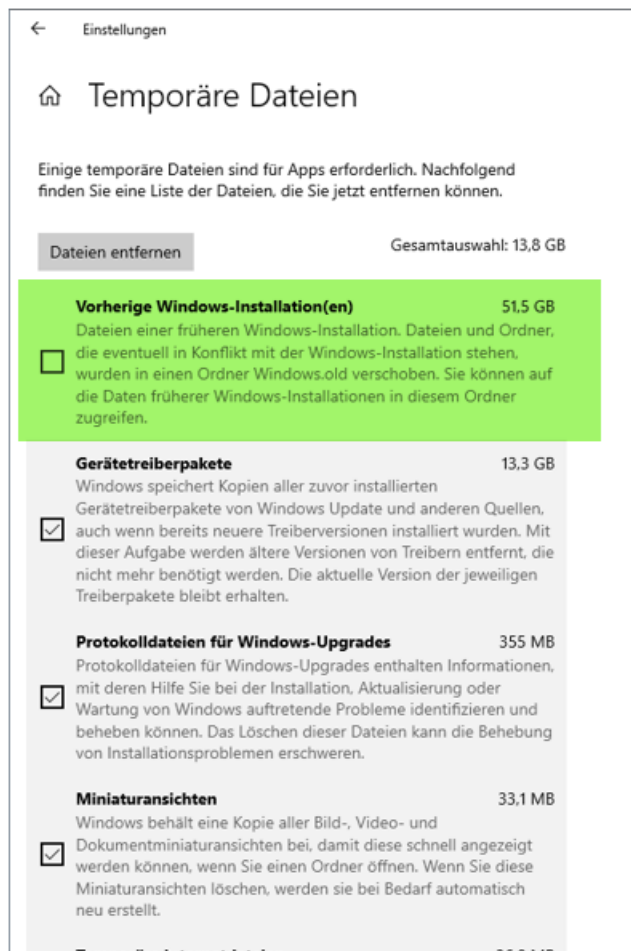 Einstellungen
Temporäre Dateien
Einige temporäre Dateien sind für Apps erforderlich. Nachfolgend
finden Sie eine Liste der Dateien, die Sie jetzt entfernen können.
Dateien entfernen
Gesamtauswahl: 13,8 GB
Vorherige Windows-Installation(en) 51,5 GB
Dateien einer früheren Windows-Installation. Dateien und Ordner,
die eventuell in Konflikt mit der Windows-Installation stehen,
wurden in einen Ordner Windows.old verschoben. Sie können auf
die Daten früherer Windows-Installationen in diesem Ordner
zugreifen.
Gerätetreiberpakete 13,3 GB
Windows speichert Kopien aller zuvor installierten
Gerätetreiberpakete von Windows Update und anderen Quellen,
auch wenn bereits neuere Treiberversionen installiert wurden. Mit
dieser Aufgabe werden ältere Versionen von Treibern entfernt, die
nicht mehr benötigt werden. Die aktuelle Version der jeweiligen
Treiberpakete bleibt erhalten.
Protokolldateien für Windows-Upgrades 355 MB
Protokolldateien für Windows-Upgrades enthalten Informationen,
mit deren Hilfe Sie bei der Installation, Aktualisierung oder
Wartung von Windows auftretende Probleme identifizieren und
beheben können. Das Löschen dieser Dateien kann die Behebung
von Installationsproblemen erschweren.
Miniaturansichten 33,1 MB
Windows behält eine Kopie aller Bild-, Video- und
Dokumentminiaturansichten bei, damit diese schnell angezeigt
werden können, wenn Sie einen Ordner öffnen. Wenn Sie diese
Miniaturansichten löschen, werden sie bei Bedarf automatisch
neu erstellt.